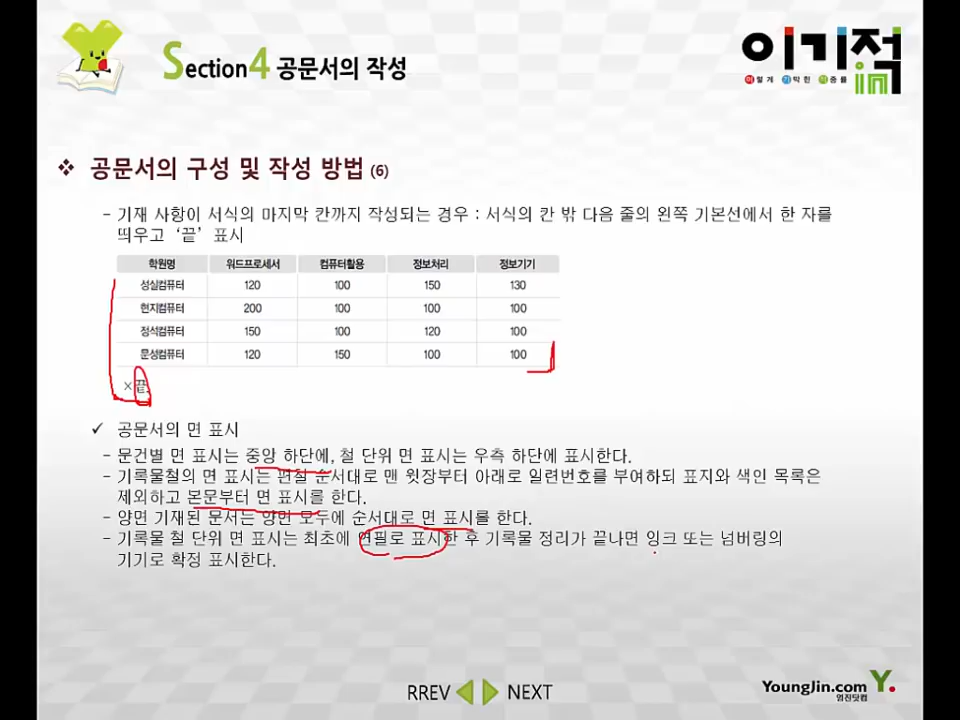 Section4 공문서의 작성
이기적in
이렇게 기막힌 적중률
❖ 공문서의 구성 및 작성 방법 (6)
– 기재 사항이 서식의 마지막 칸까지 작성되는 경우 : 서식의 칸 밖 다음 줄의 왼쪽 기본선에서 한 자를
띄우고 ‘끝’ 표시
학원명 워드프로세서 컴퓨터활용 정보처리 정보기기
성실컴퓨터 120 100 150 130
현지컴퓨터 200 100 100 100
정석컴퓨터 150 100 120 100
문성컴퓨터 120 150 100 100
×끝.
✓ 공문서의 면 표시
– 문건별 면 표시는 중앙 하단에, 철 단위 면 표시는 우측 하단에 표시한다.
– 기록물철의 면 표시는 편철 순서대로 맨 윗장부터 아래로 일련번호를 부여하되 표지와 색인 목록은
제외하고 본문부터 면 표시를 한다.
– 양면 기재된 문서는 양면 모두에 순서대로 면 표시를 한다.
– 기록물 철 단위 면 표시는 최초에 연필로 표시한 후 기록물 정리가 끝나면 잉크 또는 넘버링의
기기로 확정 표시한다.
RREV NEXT
YoungJin.com Y.
영진닷컴